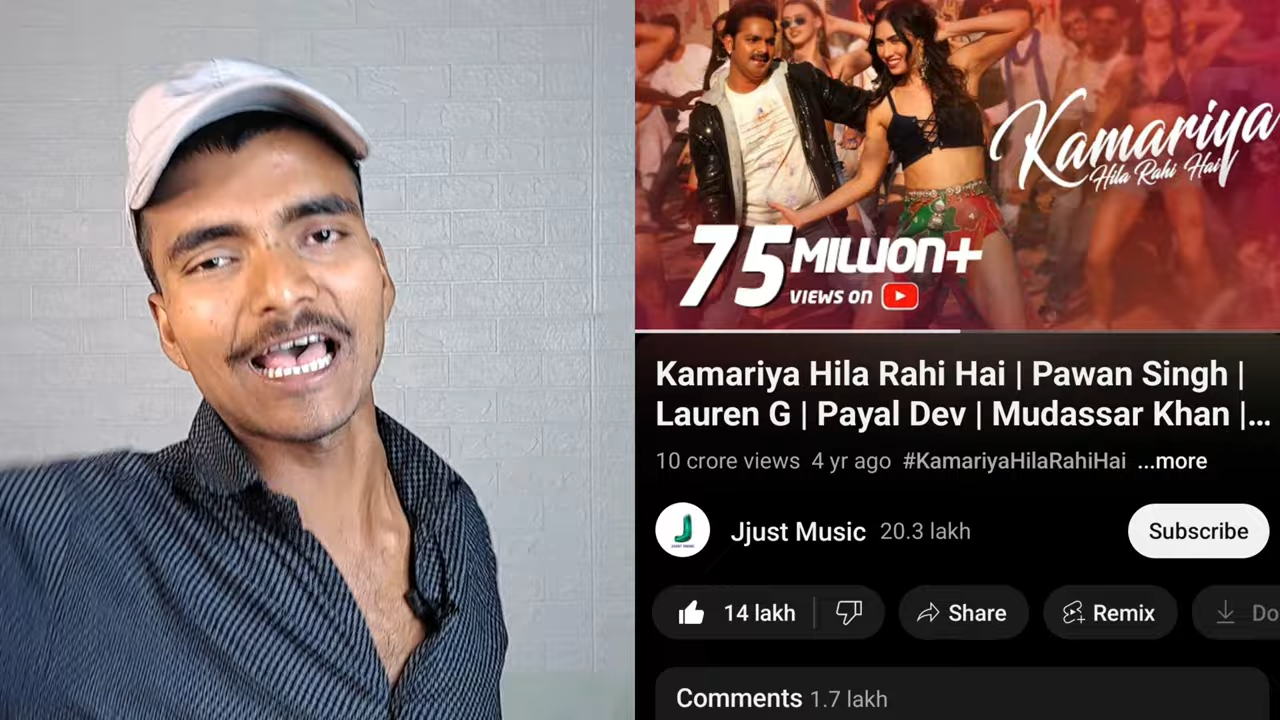 Kamariya
Hila Rahi Hai
75 MILLION+
VIEWS ON
Kamariya Hila Rahi Hai | Pawan Singh |
Lauren G | Payal Dev | Mudassar Khan |...
10 crore views 4 yr ago #KamariyaHilaRahiHai ...more
J
Jjust Music 20.3 lakh
Subscribe
14 lakh
Share
Remix
Do
Comments 1.7 lakh